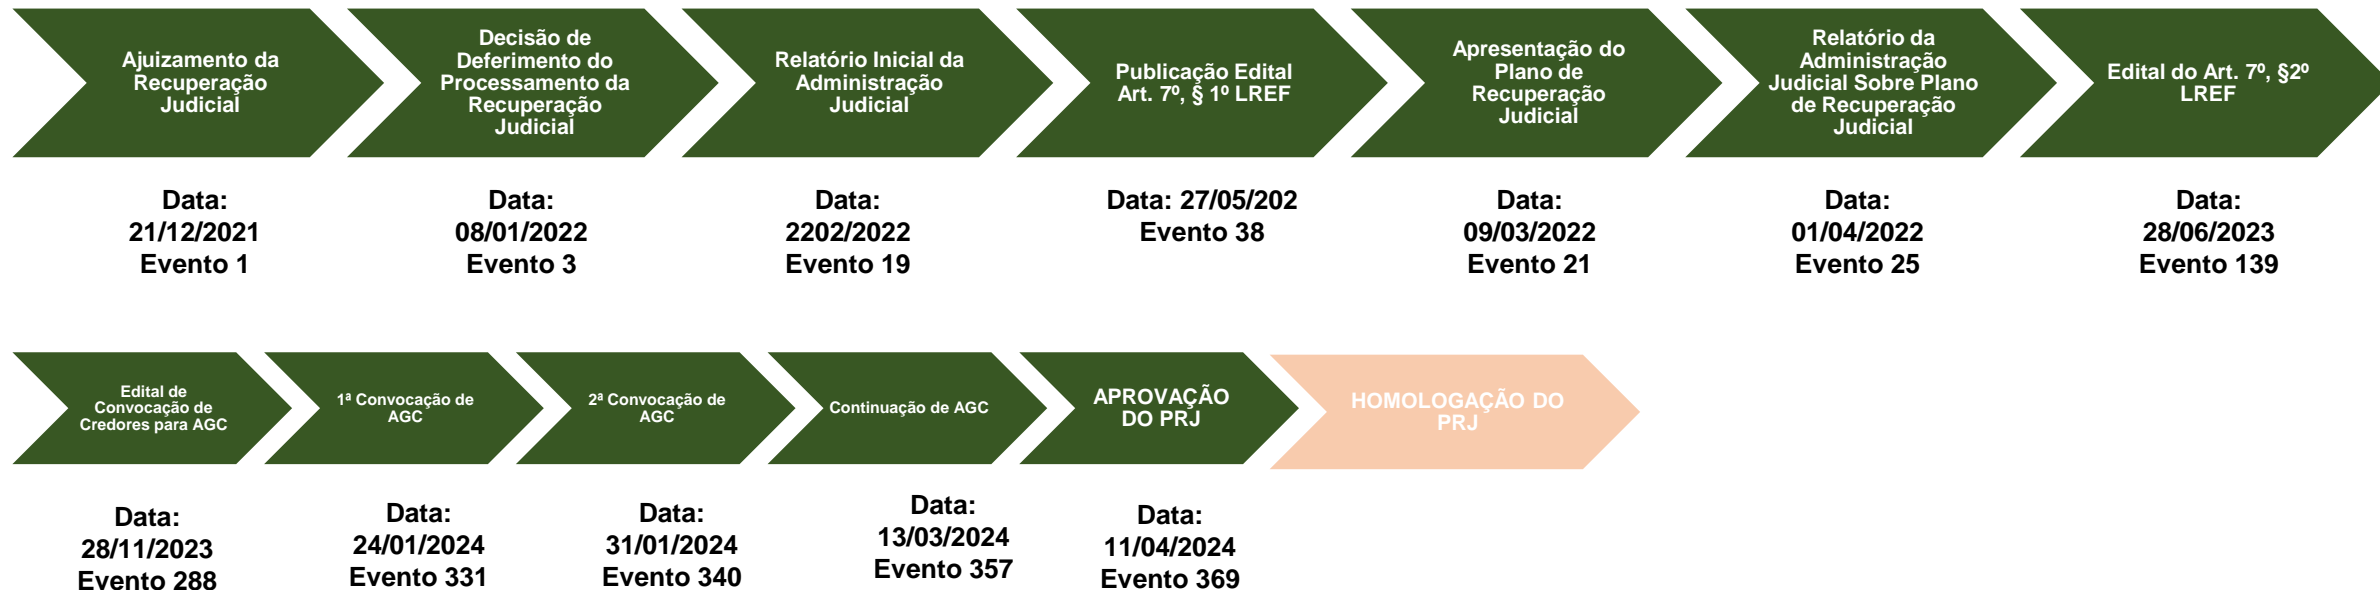 Ajuizamento da
Recuperação
Judicial
Decisão de
Deferimento do
Processamento da
Recuperação
Judicial
Relatório Inicial da
Administração
Judicial
Publicação Edital
Art. 7º, § 1º LREF
Apresentação do
Plano de
Recuperação
Judicial
Relatório da
Administração
Judicial Sobre Plano
de Recuperação
Judicial
Edital do Art. 7º, §2º
LREF
Data:
21/12/2021
Evento 1
Data:
08/01/2022
Evento 3
Data:
2202/2022
Evento 19
Data: 27/05/202
Evento 38
Data:
09/03/2022
Evento 21
Data:
01/04/2022
Evento 25
Data:
28/06/2023
Evento 139
Edital de
Convocação de
Credores para AGC
1ª Convocação de
AGC
2ª Convocação de
AGC
Continuação de AGC
APROVAÇÃO
DO PRJ
HOMOLOGAÇÃO DO
PRJ
Data:
28/11/2023
Evento 288
Data:
24/01/2024
Evento 331
Data:
31/01/2024
Evento 340
Data:
13/03/2024
Evento 357
Data:
11/04/2024
Evento 369